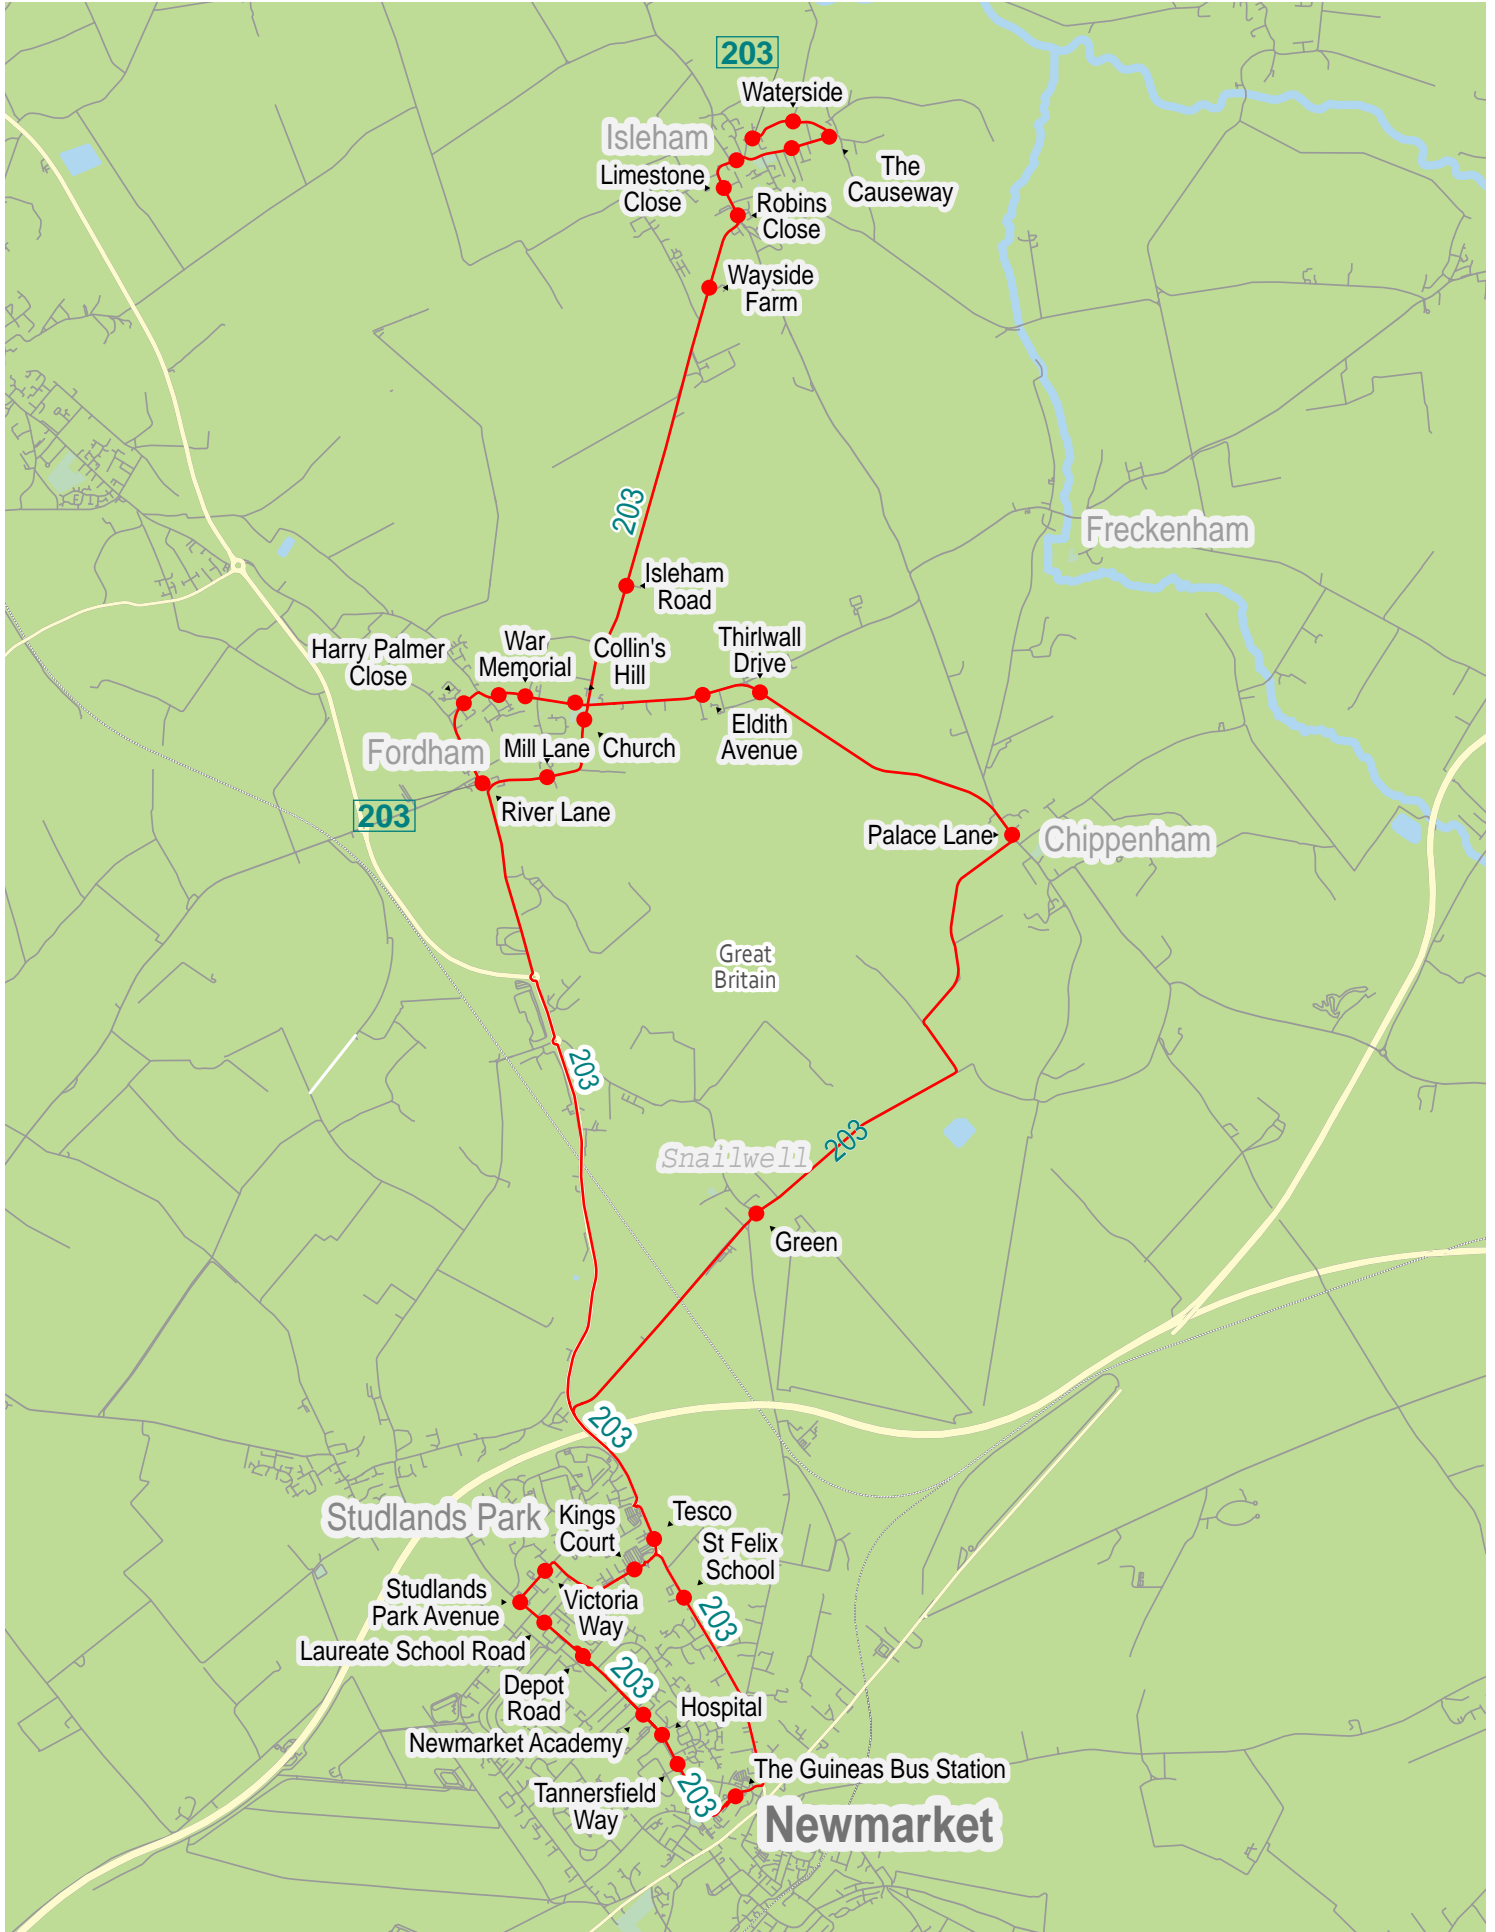 203
Waterside
Isleham
The
Causeway
Limestone
Close
Robins
Close
Wayside
Farm
203
Freckenham
Isleham
Road
Harry Palmer
Close
War
Memorial
Collin's
Hill
Thirlwall
Drive
Eldith
Avenue
Fordham
Mill Lane
Church
203
River Lane
Palace Lane
Chippenham
Great
Britain
203
203
Snailwell
Green
203
Studlands Park
Kings
Court
Tesco
St Felix
School
Studlands
Park Avenue
Victoria
Way
203
Laureate School Road
Depot
Road
203
Hospital
Newmarket Academy
The Guineas Bus Station
Tannersfield
Way
203
Newmarket